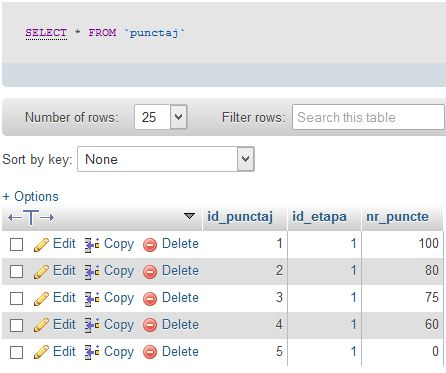 SELECT * FROM `punctaj`
Number of rows: 25 Filter rows: Search this table
Sort by key: None
+ Options
id_punctaj id_etapa nr_puncte
Edit Copy Delete 1 1 100
Edit Copy Delete 2 1 80
Edit Copy Delete 3 1 75
Edit Copy Delete 4 1 60
Edit Copy Delete 5 1 0